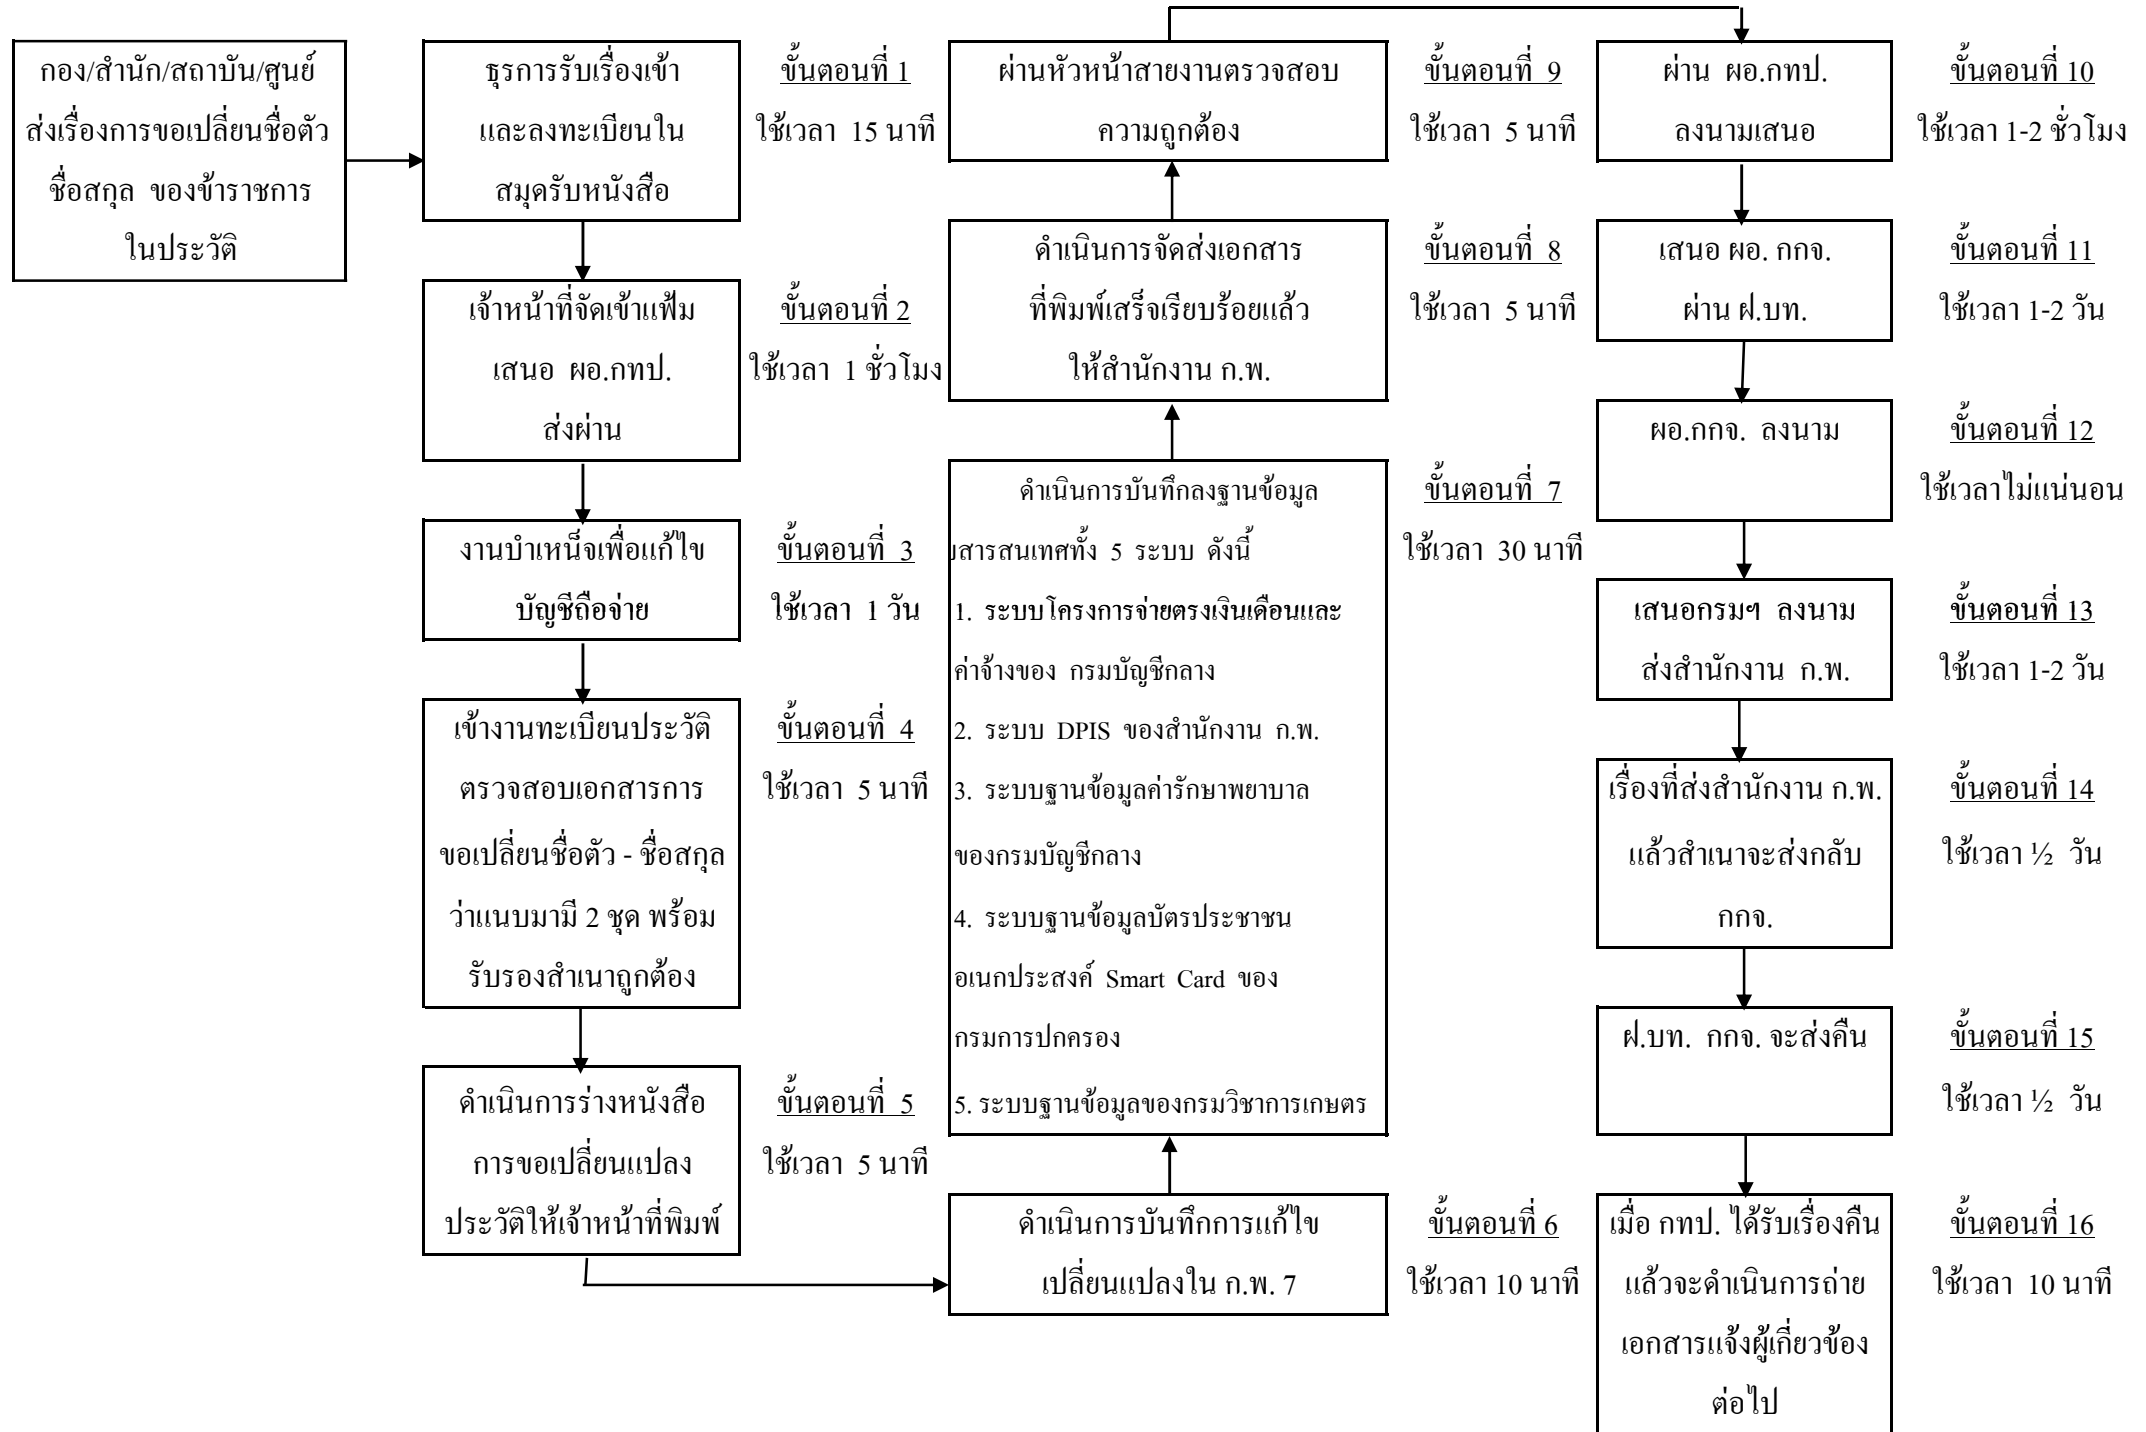 กอง/สำนัก/สถาบัน/ศูนย์
ส่งเรื่องการขอเปลี่ยนชื่อตัว
ชื่อสกุล ของข้าราชการ
ในประวัติ
ธุรการรับเรื่องเข้า
และลงทะเบียนใน
สมุดรับหนังสือ
ขั้นตอนที่ 1
ใช้เวลา 15 นาที
เจ้าหน้าที่จัดเข้าแฟ้ม
เสนอ ผอ.กทป.
ส่งผ่าน
ขั้นตอนที่ 2
ใช้เวลา 1 ชั่วโมง
งานบำเหน็จเพื่อแก้ไข
บัญชีถือจ่าย
ขั้นตอนที่ 3
ใช้เวลา 1 วัน
เข้างานทะเบียนประวัติ
ตรวจสอบเอกสารการ
ขอเปลี่ยนชื่อตัว - ชื่อสกุล
ว่าแนบมามี 2 ชุด พร้อม
รับรองสำเนาถูกต้อง
ขั้นตอนที่ 4
ใช้เวลา 5 นาที
ดำเนินการร่างหนังสือ
การขอเปลี่ยนแปลง
ประวัติให้เจ้าหน้าที่พิมพ์
ขั้นตอนที่ 5
ใช้เวลา 5 นาที
ดำเนินการบันทึกการแก้ไข
เปลี่ยนแปลงใน ก.พ. 7
ขั้นตอนที่ 6
ใช้เวลา 10 นาที
ดำเนินการบันทึกลงฐานข้อมูล
สารสนเทศทั้ง 5 ระบบ ดังนี้
1. ระบบโครงการจ่ายตรงเงินเดือนและ
ค่าจ้างของ กรมบัญชีกลาง
2. ระบบ DPIS ของสำนักงาน ก.พ.
3. ระบบฐานข้อมูลค่ารักษาพยาบาล
ของกรมบัญชีกลาง
4. ระบบฐานข้อมูลบัตรประชาชน
อเนกประสงค์ Smart Card ของ
กรมการปกครอง
5. ระบบฐานข้อมูลของกรมวิชาการเกษตร
ขั้นตอนที่ 7
ใช้เวลา 30 นาที
ดำเนินการจัดส่งเอกสาร
ที่พิมพ์เสร็จเรียบร้อยแล้ว
ให้สำนักงาน ก.พ.
ขั้นตอนที่ 8
ใช้เวลา 5 นาที
ผ่านหัวหน้าสายงานตรวจสอบ
ความถูกต้อง
ขั้นตอนที่ 9
ใช้เวลา 5 นาที
ผ่าน ผอ.กทป.
ลงนามเสนอ
ขั้นตอนที่ 10
ใช้เวลา 1-2 ชั่วโมง
เสนอ ผอ. กกจ.
ผ่าน ฝ.บท.
ขั้นตอนที่ 11
ใช้เวลา 1-2 วัน
ผอ.กกจ. ลงนาม
ขั้นตอนที่ 12
ใช้เวลาไม่แน่นอน
เสนอกรมฯ ลงนาม
ส่งสำนักงาน ก.พ.
ขั้นตอนที่ 13
ใช้เวลา 1-2 วัน
เรื่องที่ส่งสำนักงาน ก.พ.
แล้วสำเนาจะส่งกลับ
กกจ.
ขั้นตอนที่ 14
ใช้เวลา ½ วัน
ฝ.บท. กกจ. จะส่งคืน
ขั้นตอนที่ 15
ใช้เวลา ½ วัน
เมื่อ กทป. ได้รับเรื่องคืน
แล้วจะดำเนินการถ่าย
เอกสารแจ้งผู้เกี่ยวข้อง
ต่อไป
ขั้นตอนที่ 16
ใช้เวลา 10 นาที